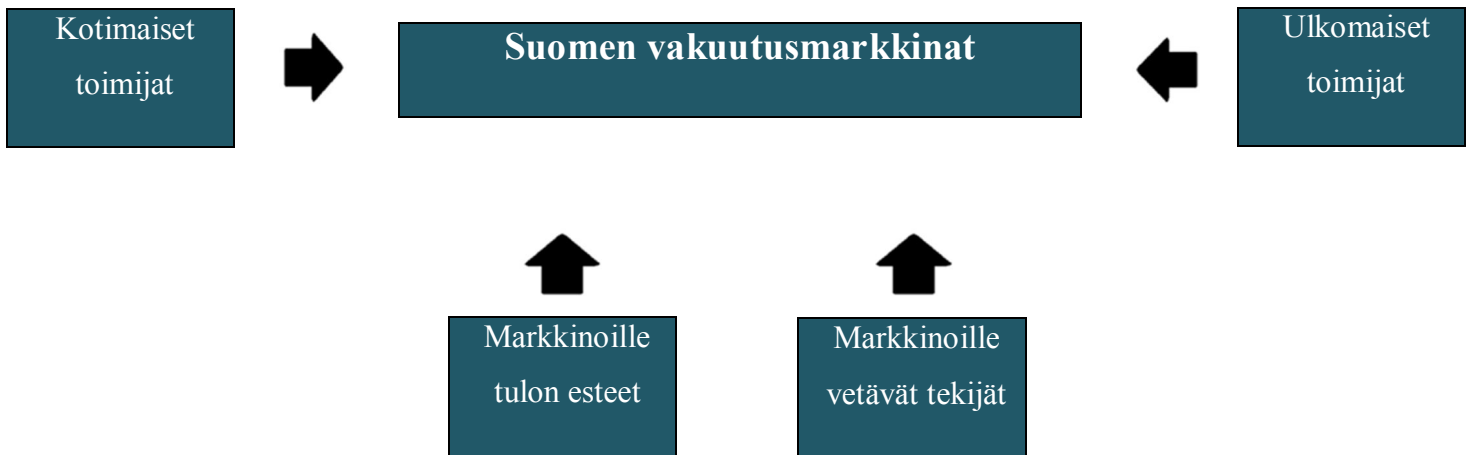 Kotimaiset
toimijat
Suomen vakuutusmarkkinat
Ulkomaiset
toimijat
Markkinoille
tulon esteet
Markkinoille
vetävät tekijät